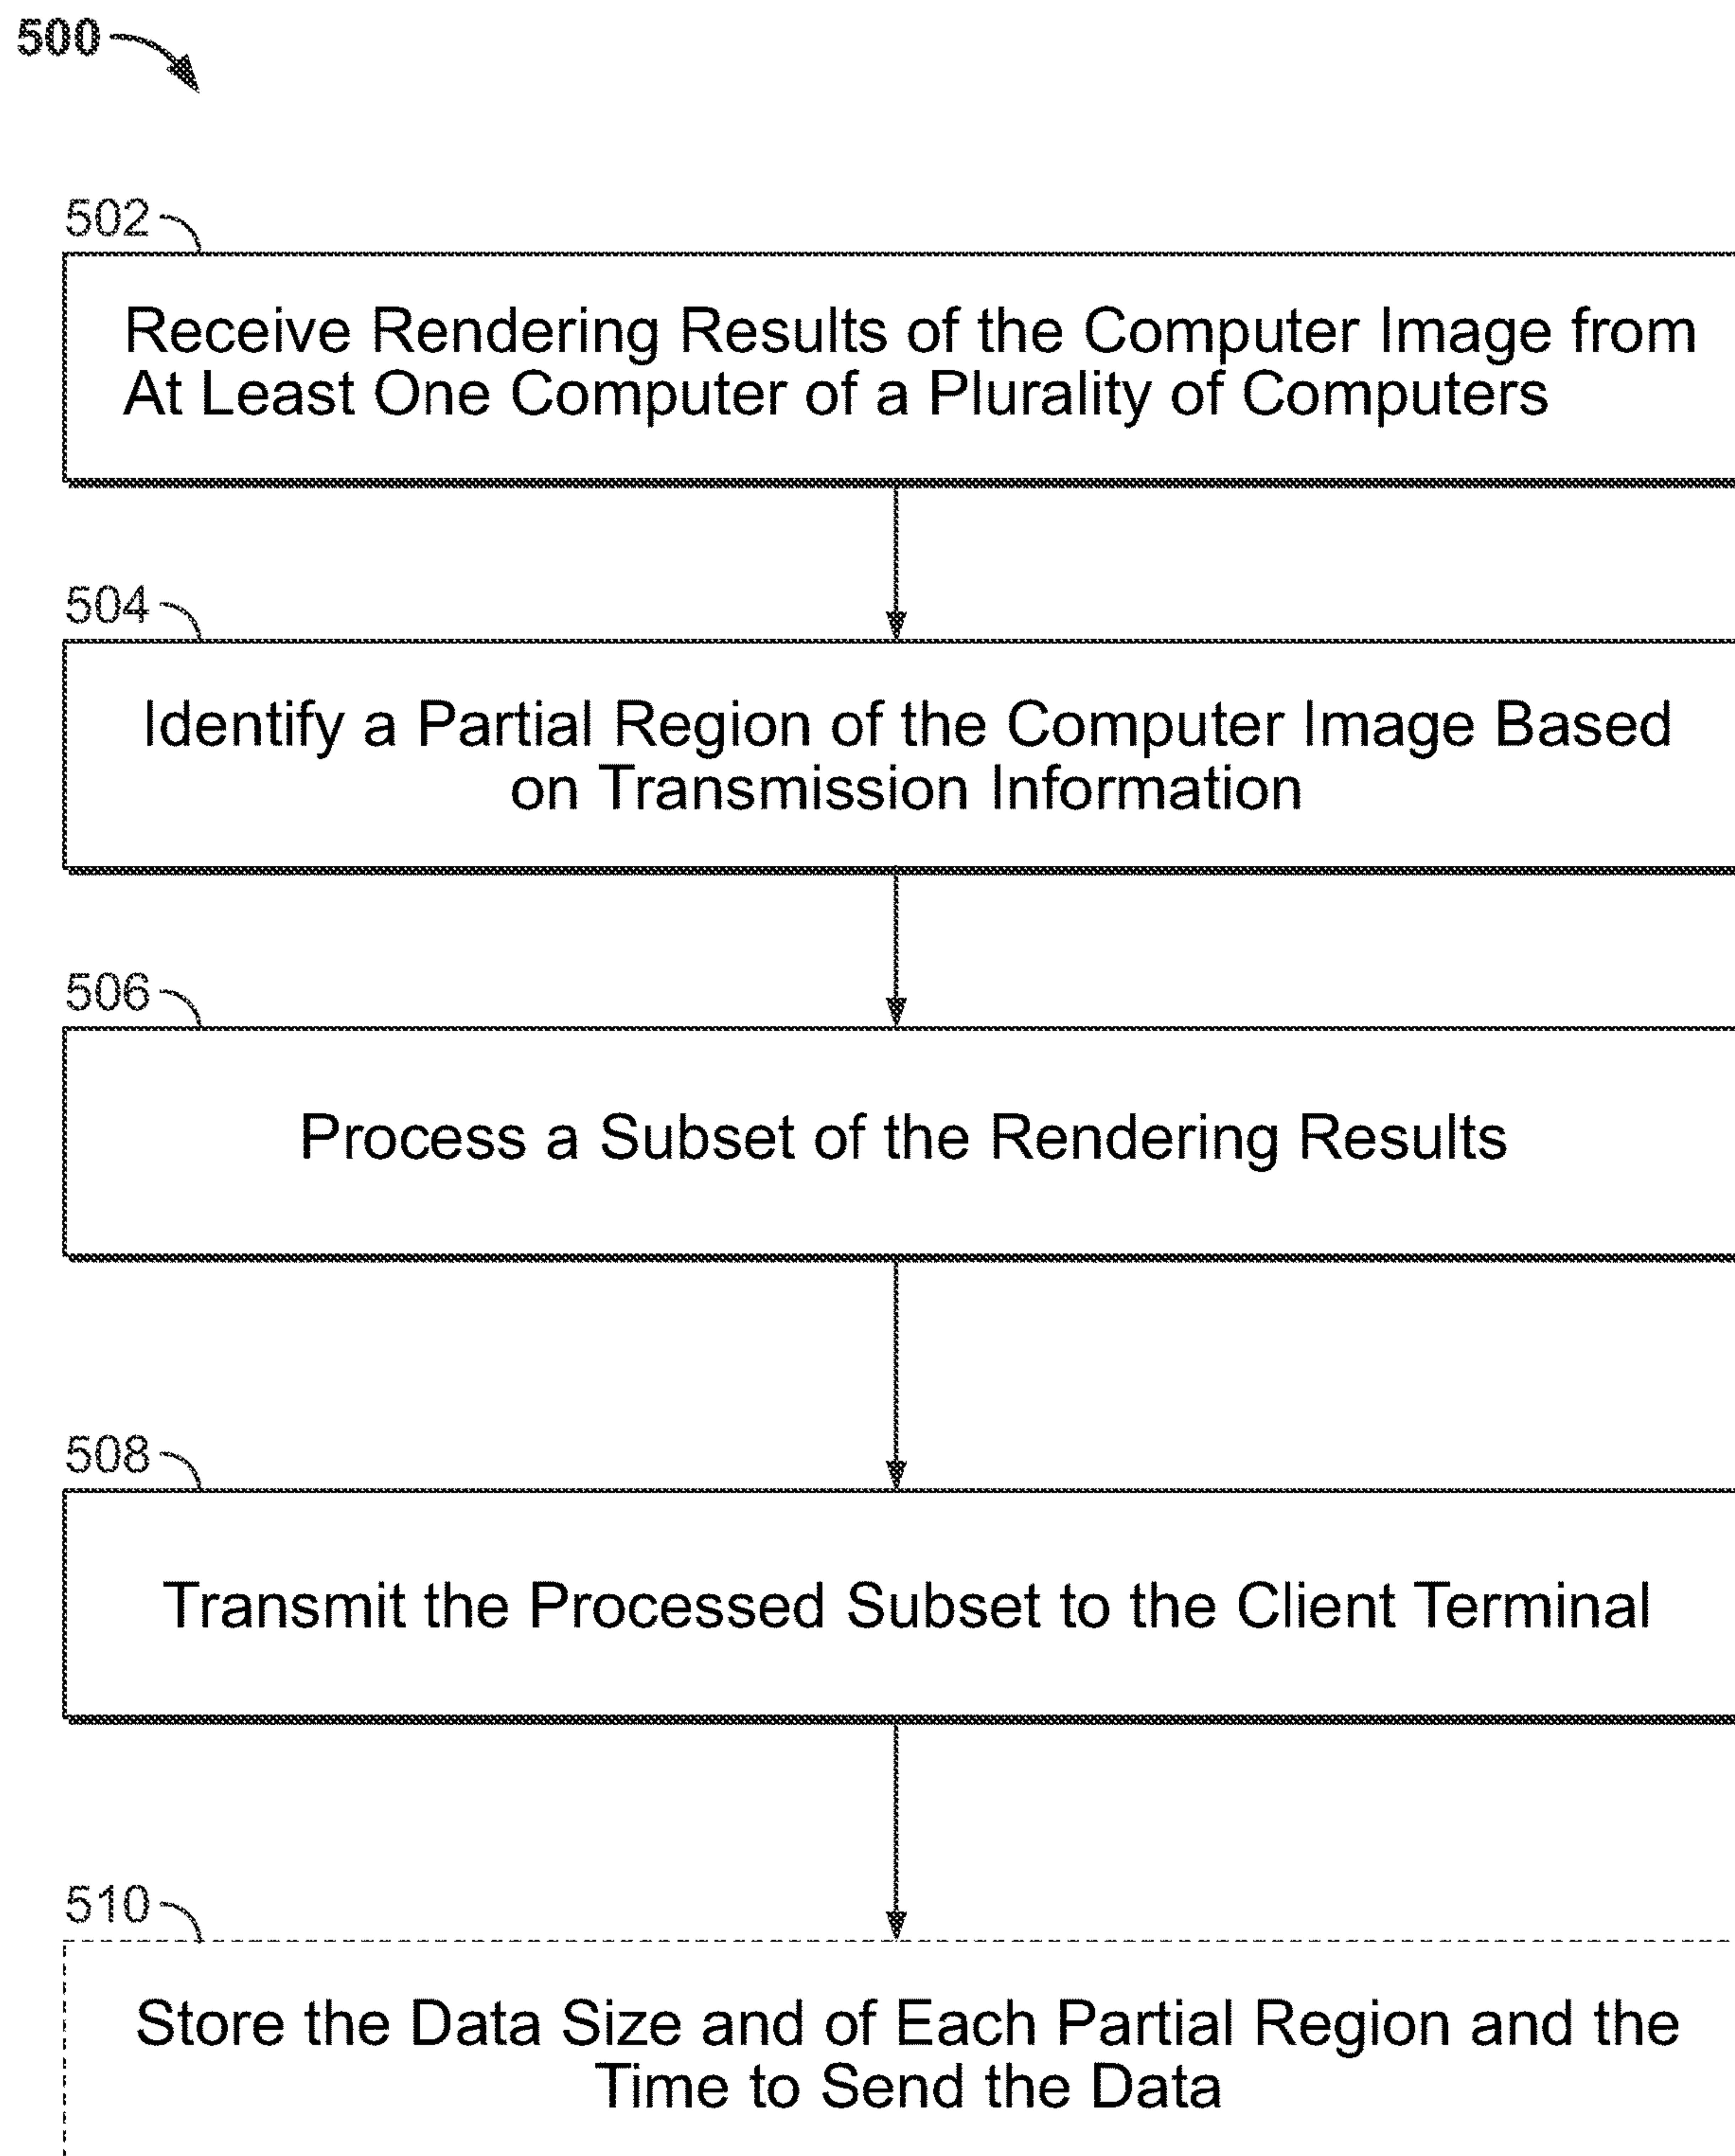 500
502
Receive Rendering Results of the Computer Image from
At Least One Computer of a Plurality of Computers
504
Identify a Partial Region of the Computer Image Based
on Transmission Information
506
Process a Subset of the Rendering Results
508
Transmit the Processed Subset to the Client Terminal
510
Store the Data Size and of Each Partial Region and the
Time to Send the Data